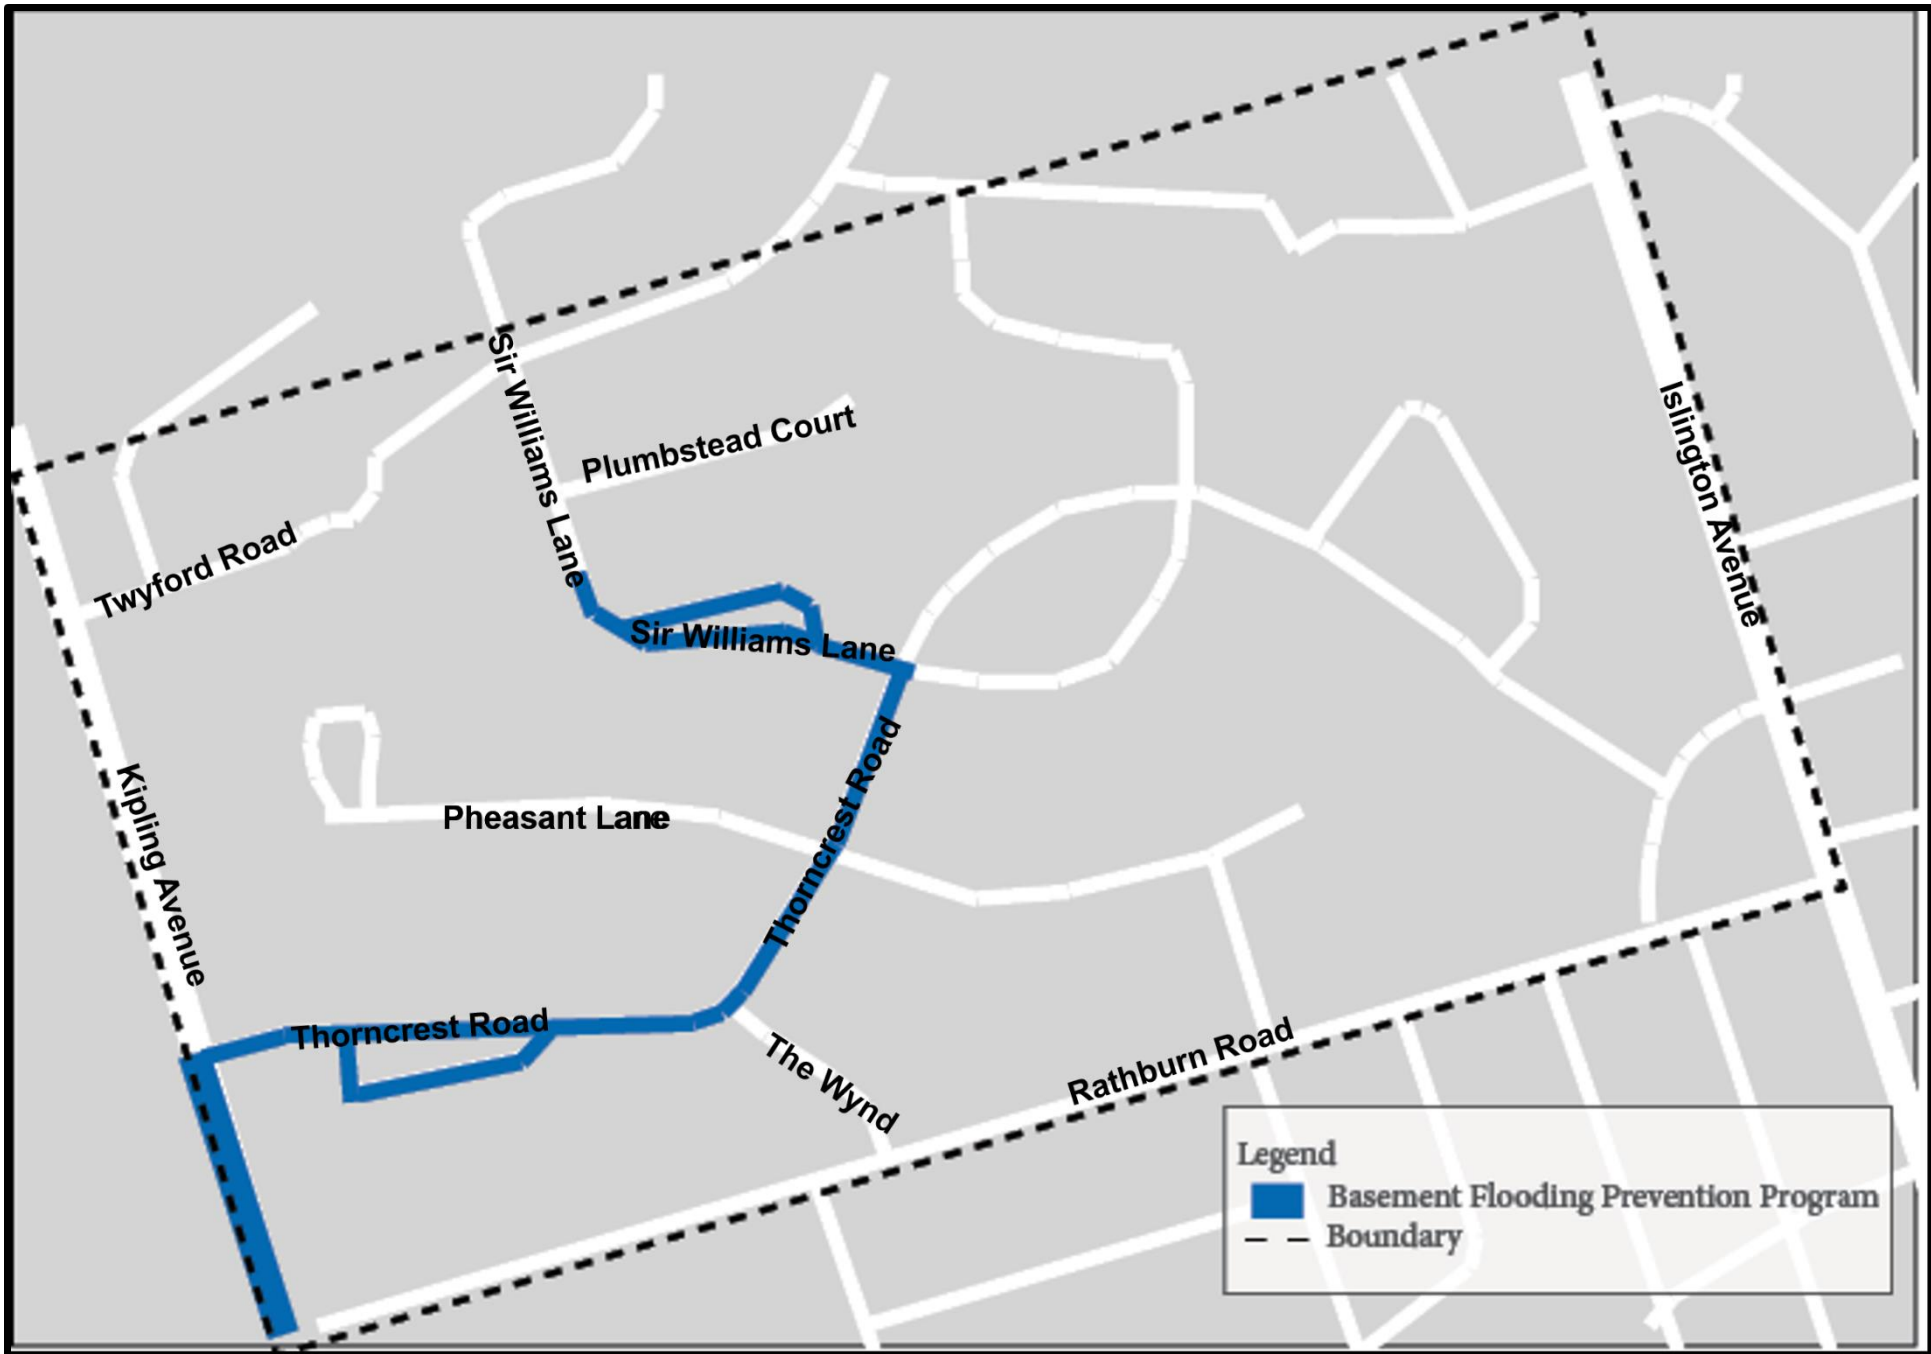 Sir Williams Lane
Plumbstead Court
Islington Avenue
Twyford Road
Sir Williams Lane
Thorncrest Road
Kipling Avenue
Pheasant Lane
Thorncrest Road
The Wynd
Rathburn Road
Legend
Basement Flooding Prevention Program
Boundary